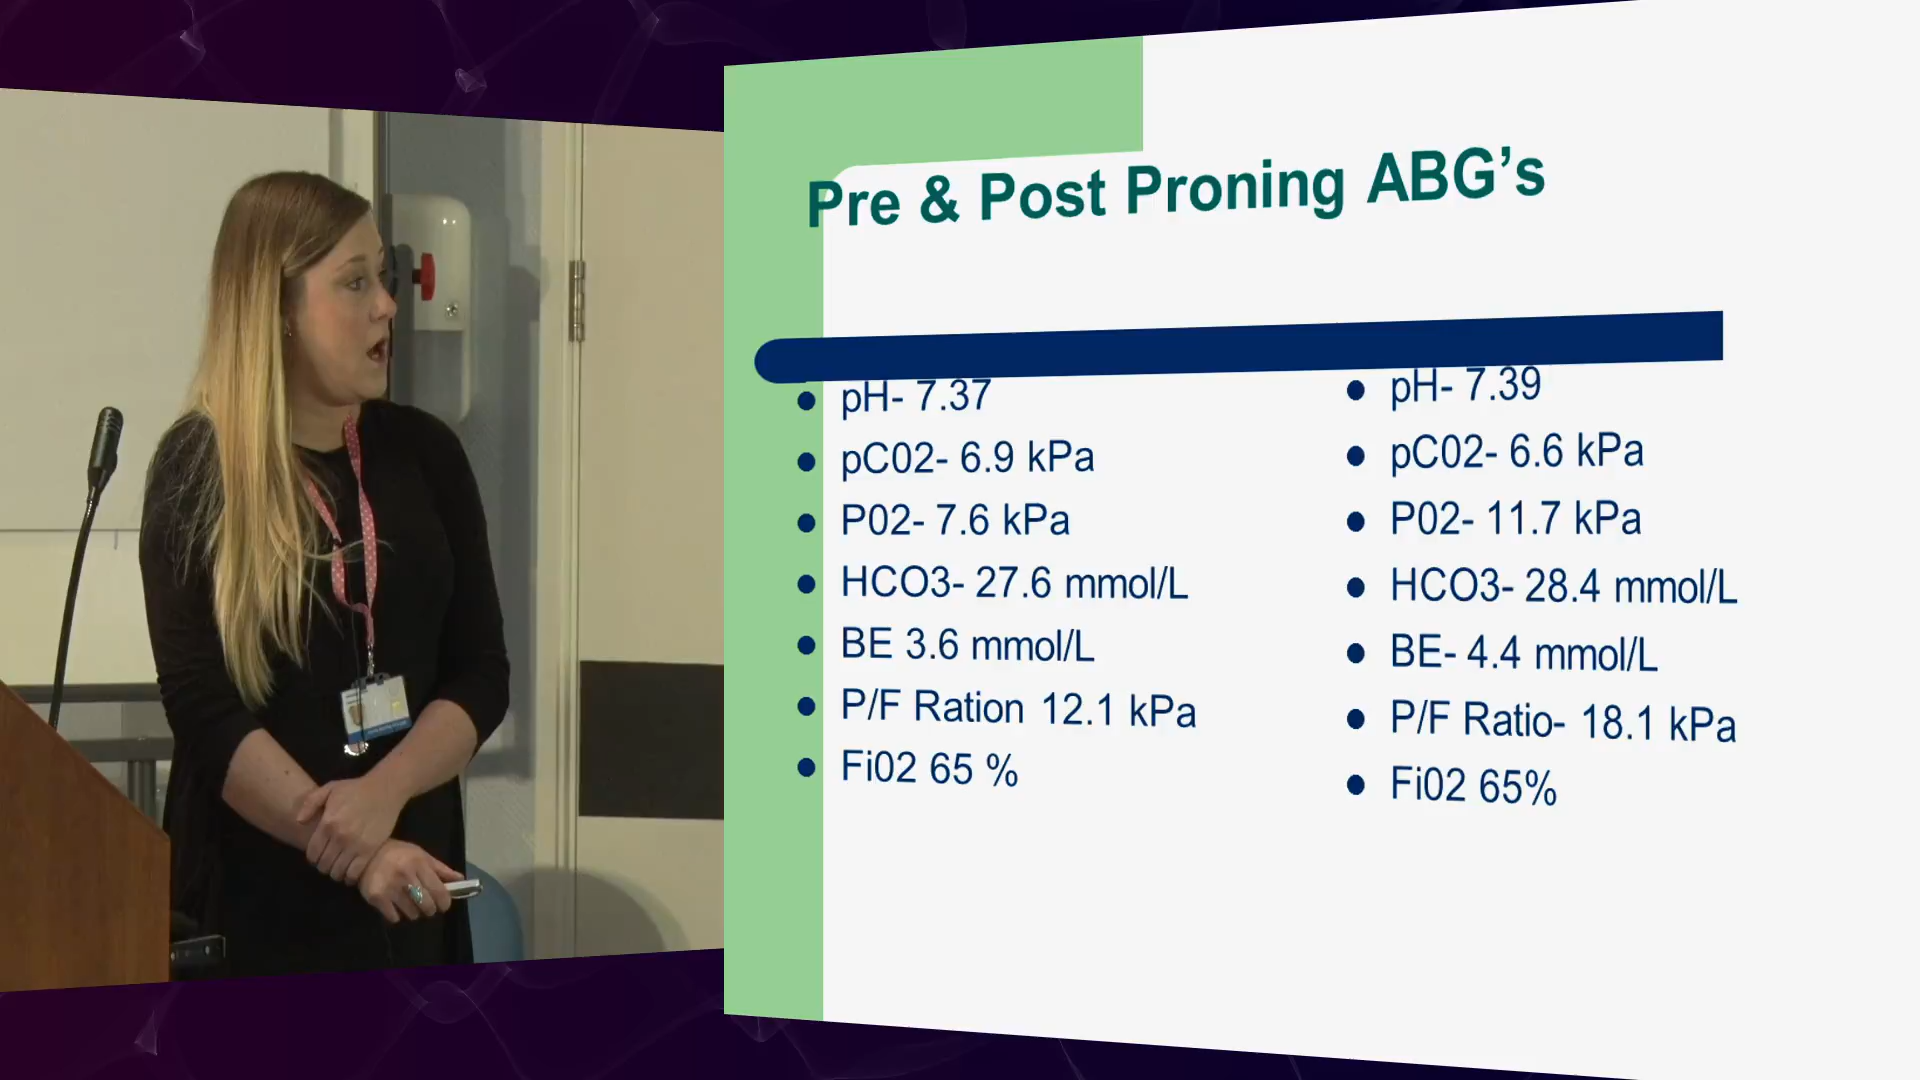 Pre & Post Proning ABG’s
pH- 7.37
pC02- 6.9 kPa
P02- 7.6 kPa
HCO3- 27.6 mmol/L
BE 3.6 mmol/L
P/F Ration 12.1 kPa
Fi02 65 %
pH- 7.39
pC02- 6.6 kPa
P02- 11.7 kPa
HCO3- 28.4 mmol/L
BE- 4.4 mmol/L
P/F Ratio- 18.1 kPa
Fi02 65%